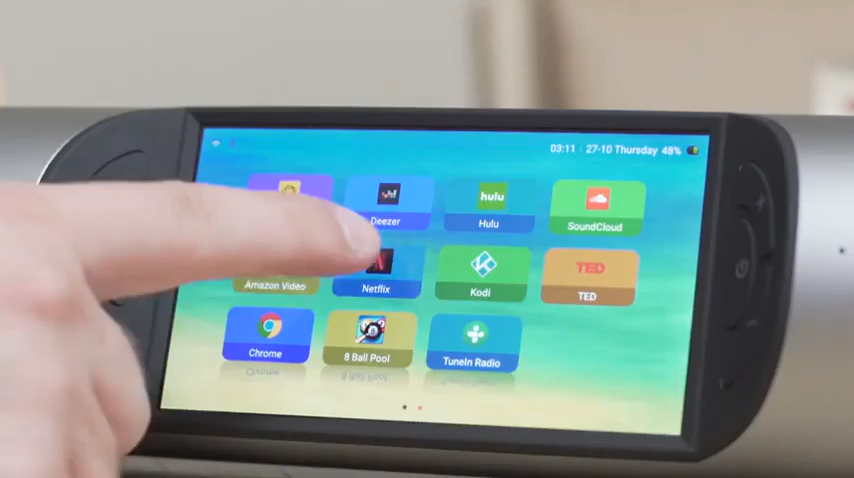 03:11 27-10 Thursday 48%
Deezer
hulu
Hulu
SoundCloud
Amazon Video
Netflix
Kodi
TED
TED
Chrome
8 Ball Pool
TuneIn Radio